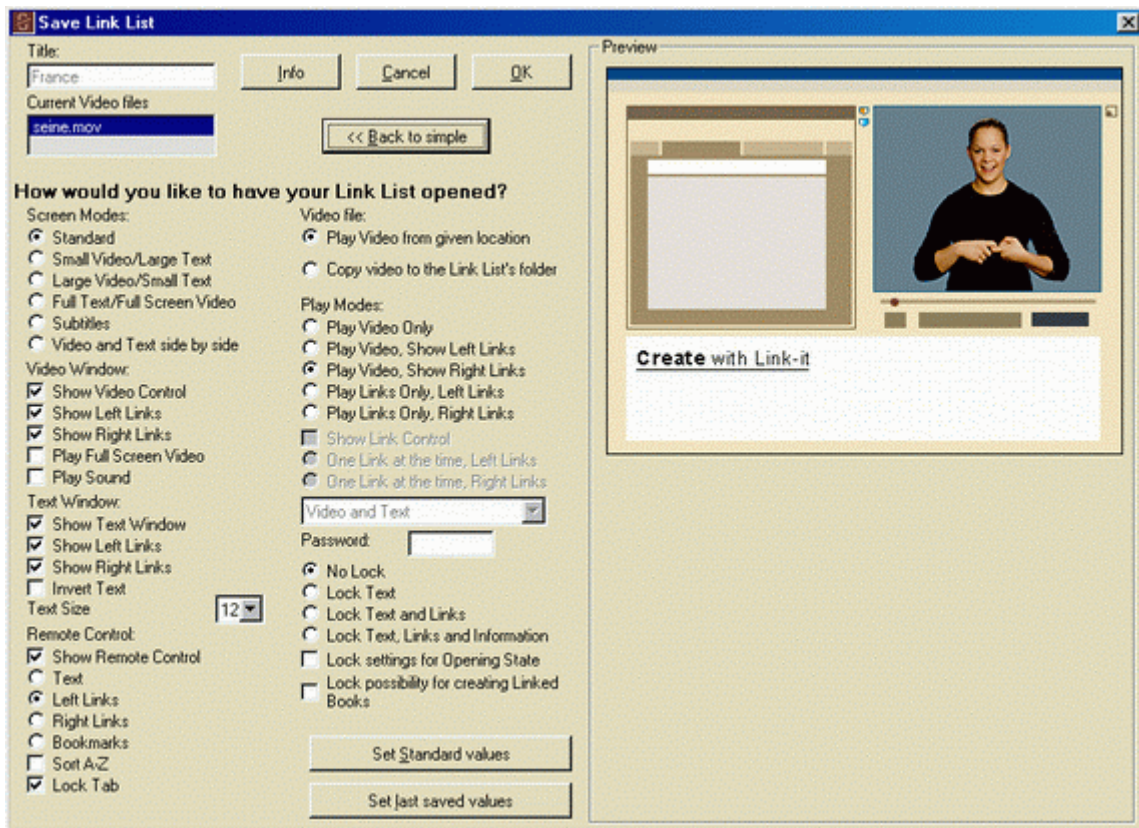 Save Link List
Title:
France
Info
Cancel
OK
Current Video files
seine.mov
<< Back to simple
How would you like to have your Link List opened?
Screen Modes:
Standard
Small Video/Large Text
Large Video/Small Text
Full Text/Full Screen Video
Subtitles
Video and Text side by side
Video Window:
Show Video Control
Show Left Links
Show Right Links
Play Full Screen Video
Play Sound
Text Window:
Show Text Window
Show Left Links
Show Right Links
Invert Text
Text Size
12
Remote Control:
Show Remote Control
Text
Left Links
Right Links
Bookmarks
Sort A-Z
Lock Tab
Video file:
Play Video from given location
Copy video to the Link List's folder
Play Modes:
Play Video Only
Play Video, Show Left Links
Play Video, Show Right Links
Play Links Only, Left Links
Play Links Only, Right Links
Show Link Control
One Link at the time, Left Links
One Link at the time, Right Links
Video and Text
Password:
No Lock
Lock Text
Lock Text and Links
Lock Text, Links and Information
Lock settings for Opening State
Lock possibility for creating Linked
Books
Set Standard values
Set last saved values
Preview
Create with Link-it